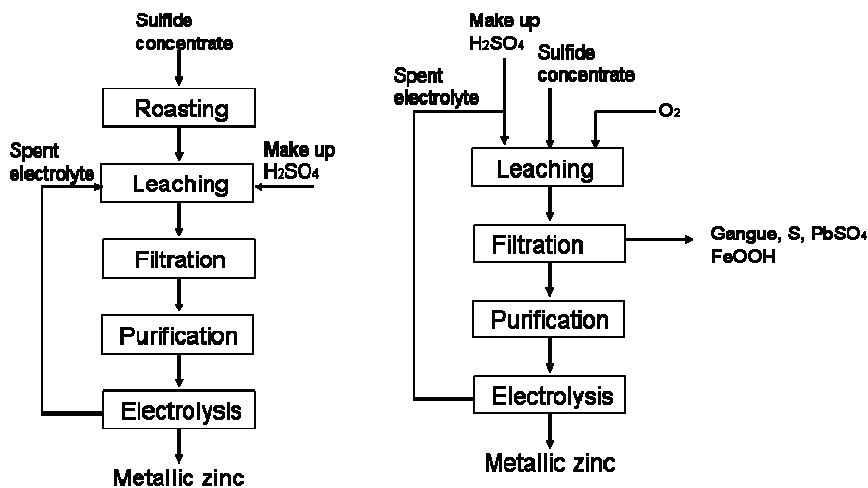 Sulfide
concentrate
Roasting
Spent
electrolyte
Make up
H₂SO₄
Leaching
Filtration
Purification
Electrolysis
Metallic zinc
Make up
H₂SO₄
Sulfide
concentrate
Spent
electrolyte
O₂
Leaching
Filtration
Gangue, S, PbSO₄
FeOOH
Purification
Electrolysis
Metallic zinc